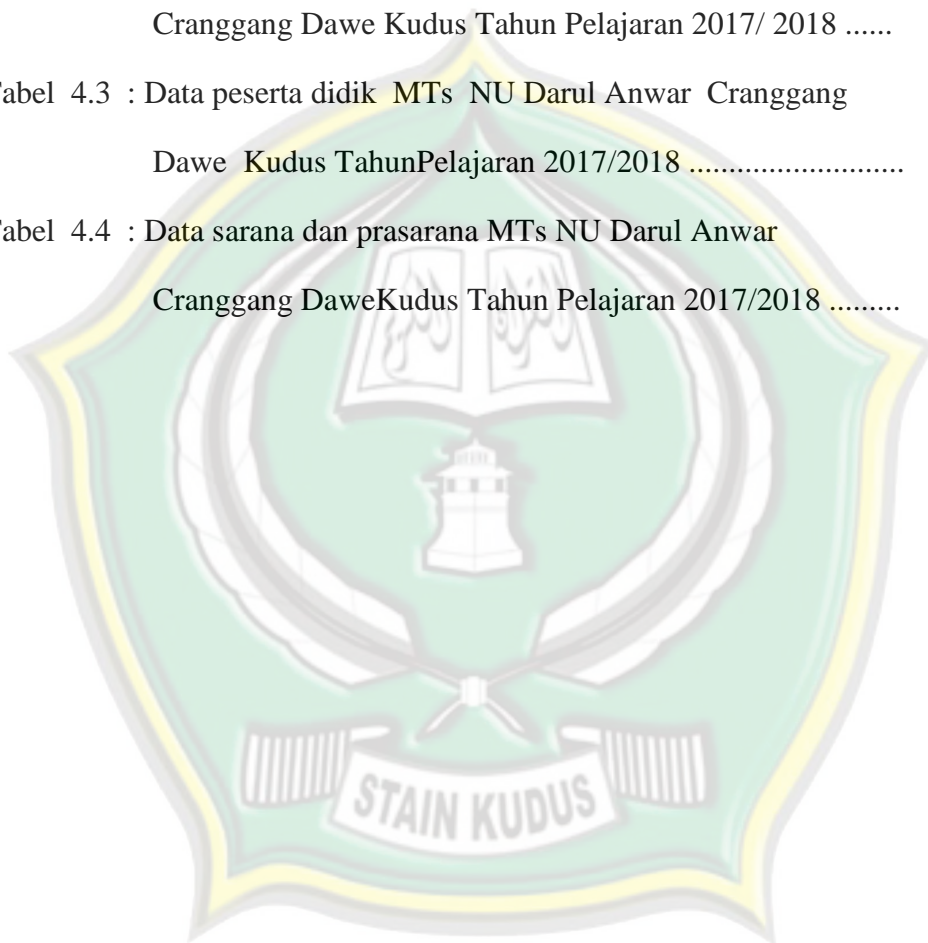 Cranggang Dawe Kudus Tahun Pelajaran 2017/ 2018 ......
abel 4.3 : Data peserta didik MTs NU Darul Anwar Cranggang
Dawe Kudus TahunPelajaran 2017/2018 ...........................
abel 4.4 : Data sarana dan prasarana MTs NU Darul Anwar
Cranggang DaweKudus Tahun Pelajaran 2017/2018 .........
STAIN KUDUS